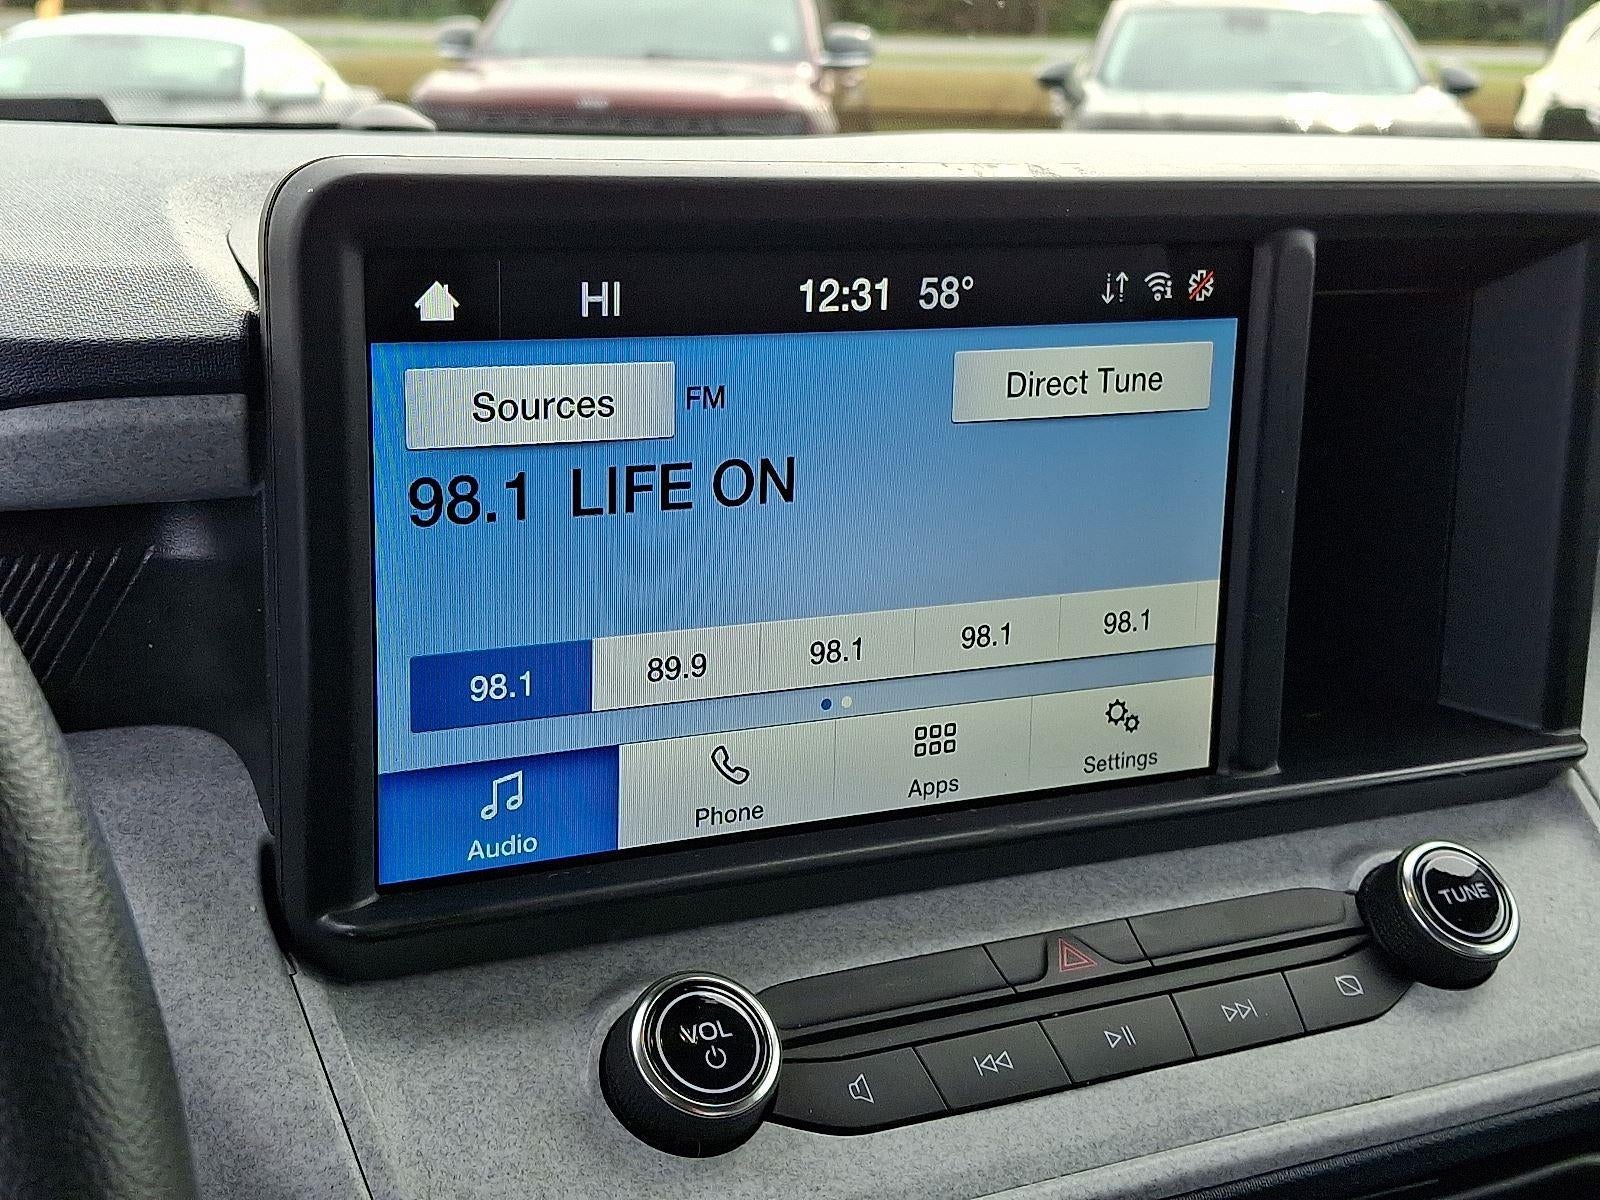 HI 12:31 58°
Sources FM Direct Tune
98.1 LIFE ON
98.1 89.9 98.1 98.1 98.1
Audio Phone Apps Settings
TUNE
VOL